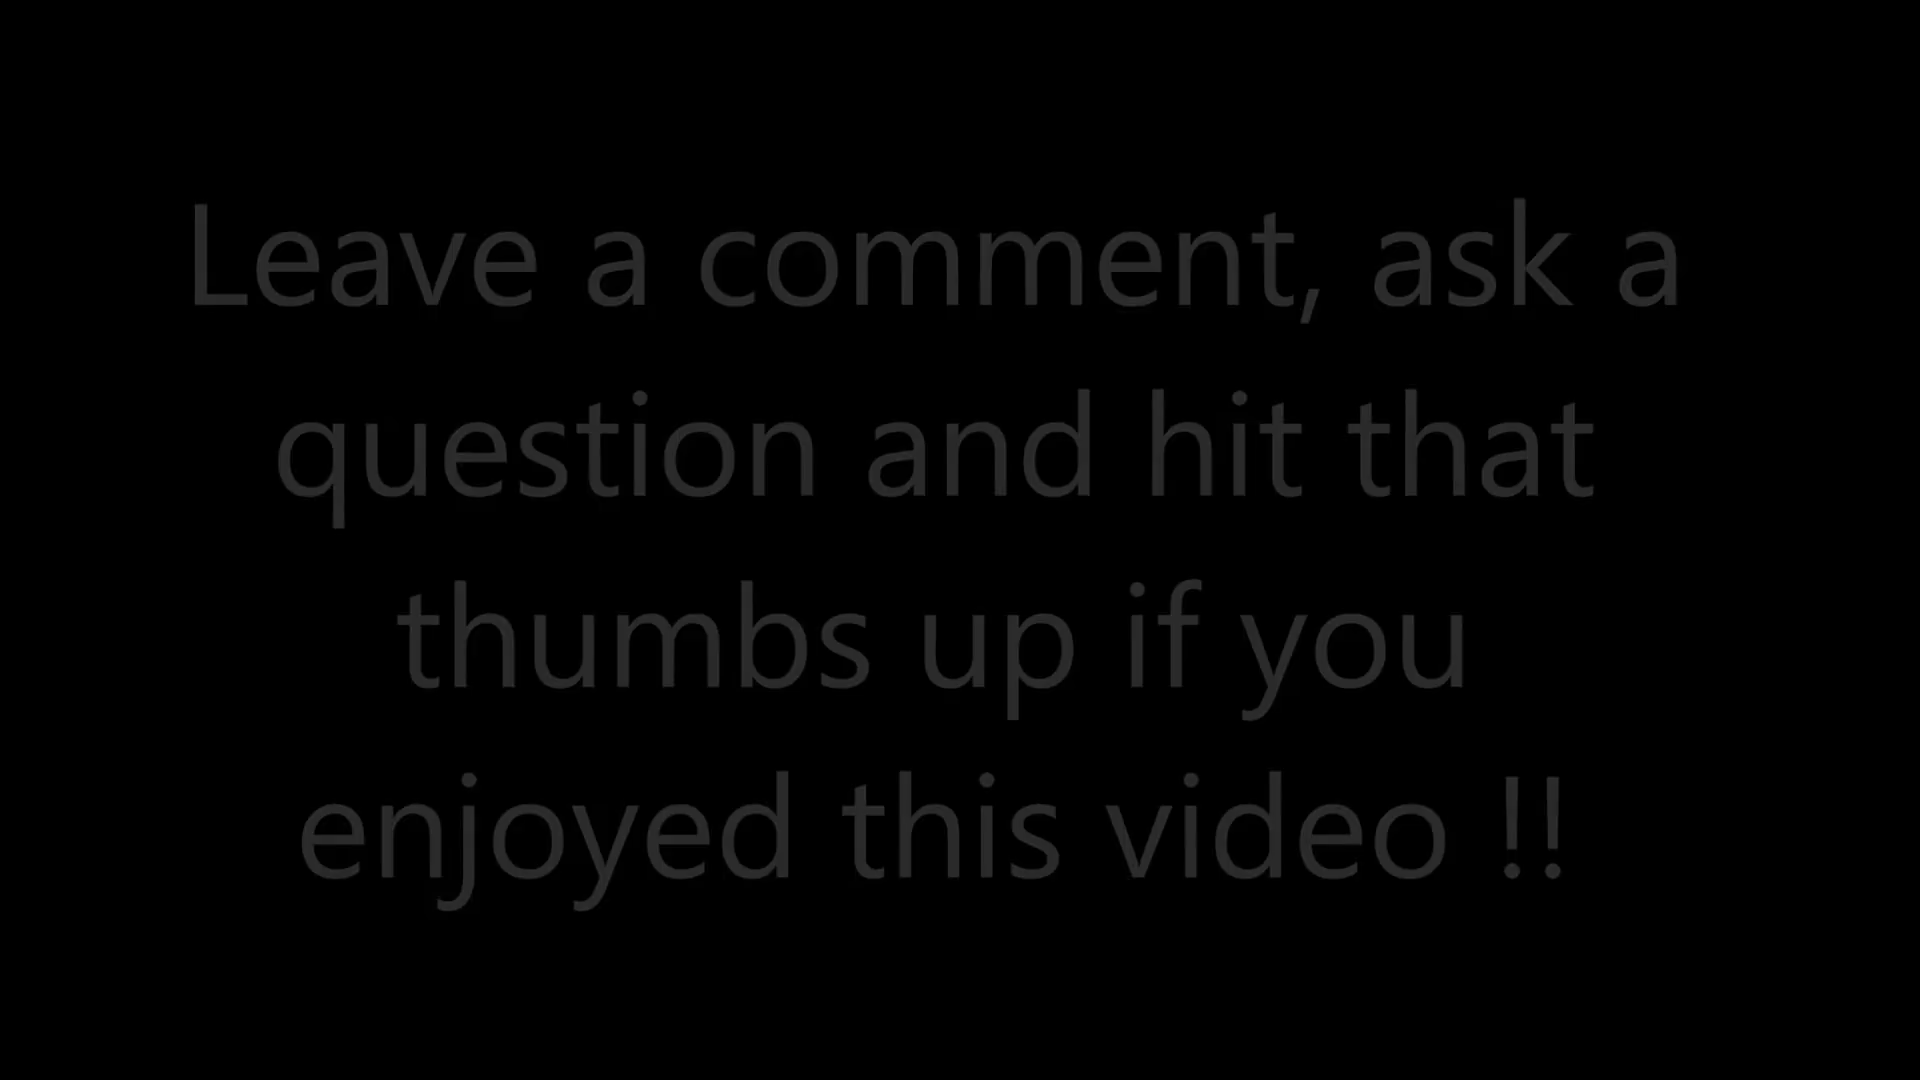 Leave a comment, ask a
question and hit that
thumbs up if you
enjoyed this video !!